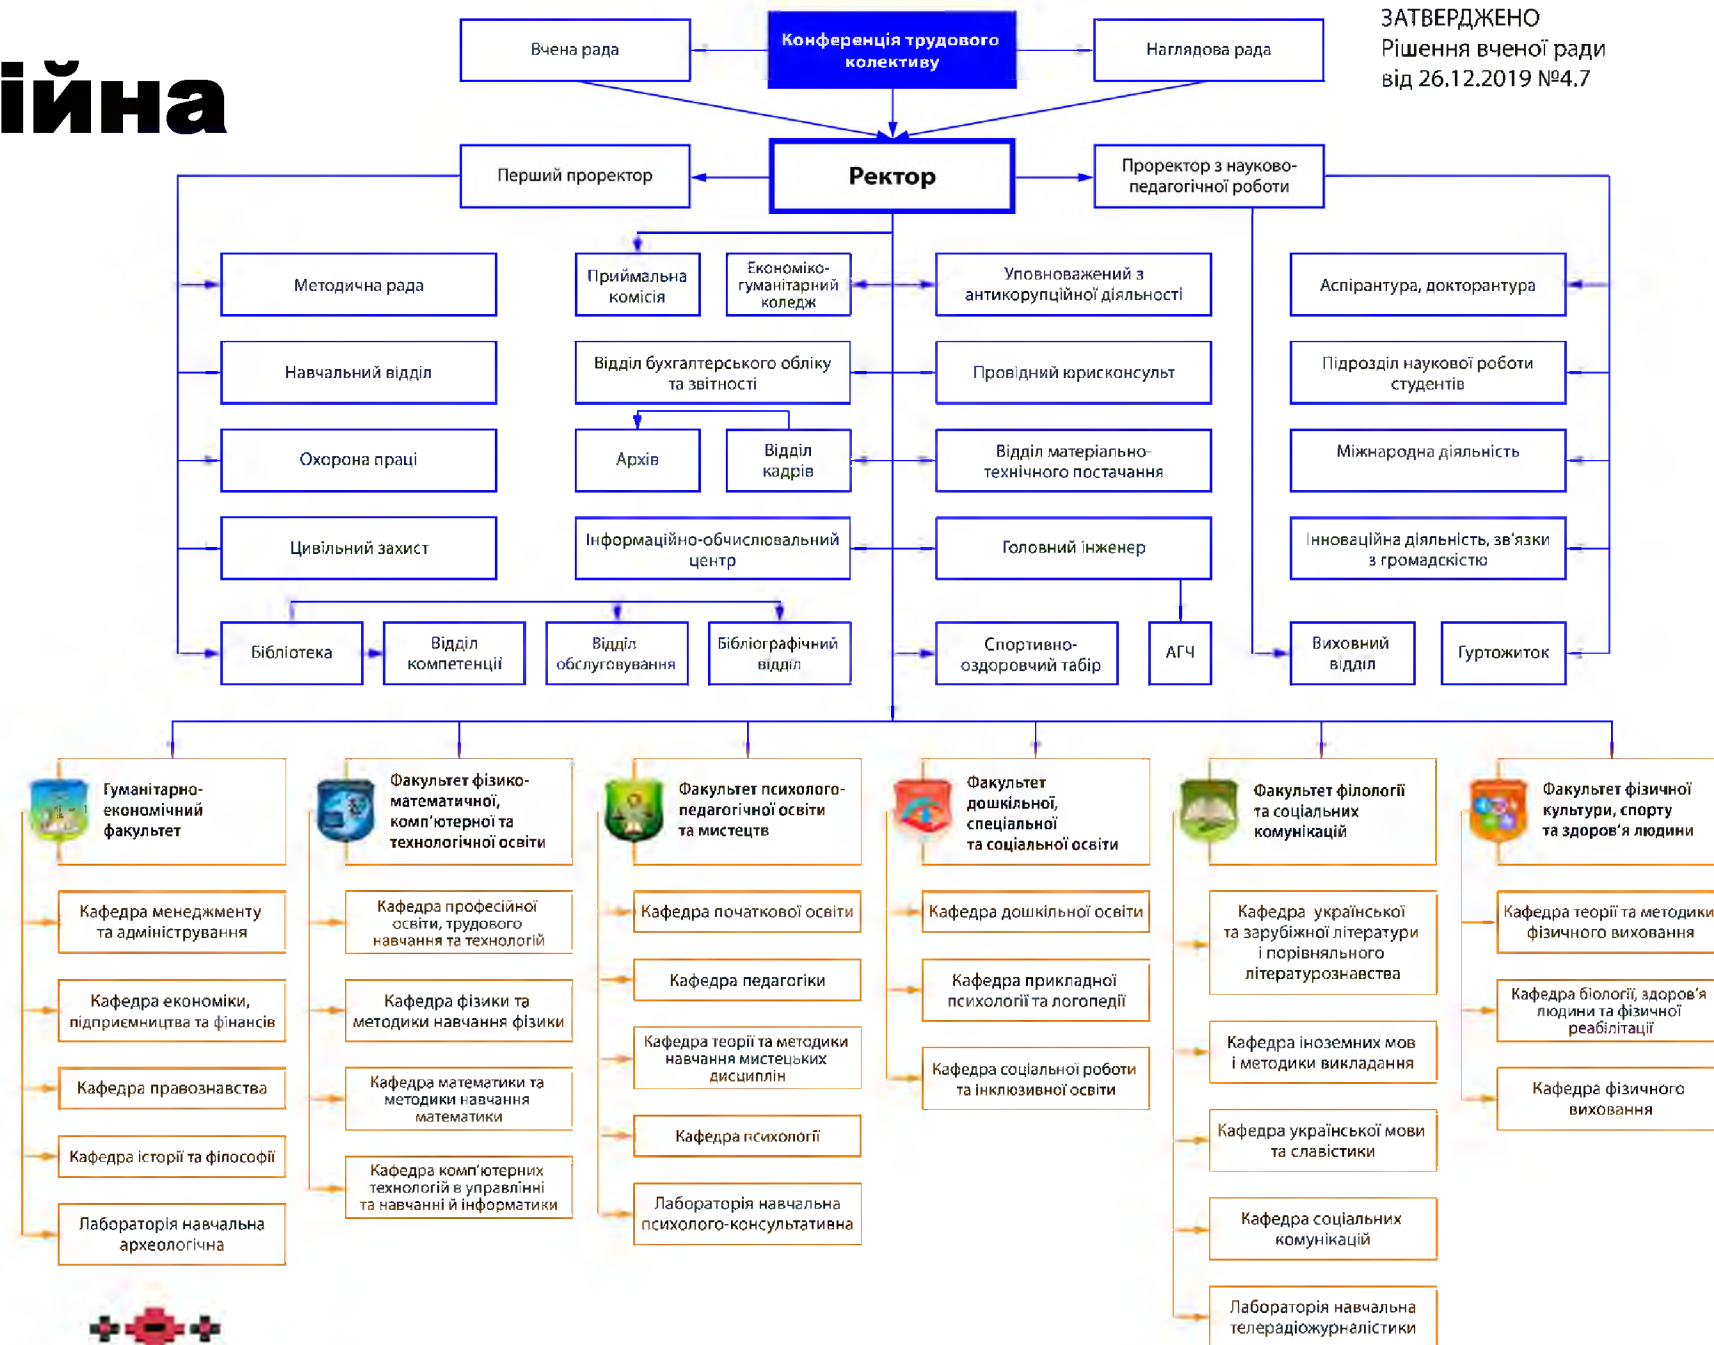 ійна
ЗАТВЕРДЖЕНО
Рішення вченої ради
від 26.12.2019 №4.7
Вчена рада
Конференція трудового
колективу
Наглядова рада
Перший проректор
Ректор
Проректор з науково-
педагогічної роботи
Методична рада
Приймальна
комісія
Економіко-
гуманітарний
коледж
Уповноважений з
антикорупційної діяльності
Аспірантура, докторантура
Навчальний відділ
Відділ бухгалтерського обліку
та звітності
Провідний юрисконсульт
Підрозділ наукової роботи
студентів
Охорона праці
Архів
Відділ
кадрів
Відділ матеріально-
технічного постачання
Міжнародна діяльність
Цивільний захист
Інформаційно-обчислювальний
центр
Головний інженер
Інноваційна діяльність, зв'язки
з громадскістю
Бібліотека
Відділ
компетенції
Відділ
обслуговування
Бібліографічний
відділ
Спортивно-
оздоровчий табір
АГЧ
Виховний
відділ
Гуртожиток
Гуманітарно-
економічний
факультет
Факультет фізико-
математичної,
комп'ютерної та
технологічної освіти
Факультет психолого-
педагогічної освіти
та мистецтв
Факультет
дошкільної,
спеціальної
та соціальної освіти
Факультет філології
та соціальних
комунікацій
Факультет фізичної
культури, спорту
та здоров'я людини
Кафедра менеджменту
та адміністрування
Кафедра економіки,
підприємництва та фінансів
Кафедра правознавства
Кафедра історії та філософії
Лабораторія навчальна
археологічна
Кафедра професійної
освіти, трудового
навчання та технологій
Кафедра фізики та
методики навчання фізики
Кафедра математики та
методики навчання
математики
Кафедра комп'ютерних
технологій в управлінні
та навчанні й інформатики
Кафедра початкової освіти
Кафедра педагогіки
Кафедра теорії та методики
навчання мистецьких
дисциплін
Кафедра психології
Лабораторія навчальна
психолого-консультативна
Кафедра дошкільної освіти
Кафедра прикладної
психології та логопедії
Кафедра соціальної роботи
та інклюзивної освіти
Кафедра української
та зарубіжної літератури
і порівняльного
літературознавства
Кафедра іноземних мов
і методики викладання
Кафедра української мови
та славістики
Кафедра соціальних
комунікацій
Лабораторія навчальна
телерадіожурналістики
Кафедра теорії та методики
фізичного виховання
Кафедра біології, здоров'я
людини та фізичної
реабілітації
Кафедра фізичного
виховання